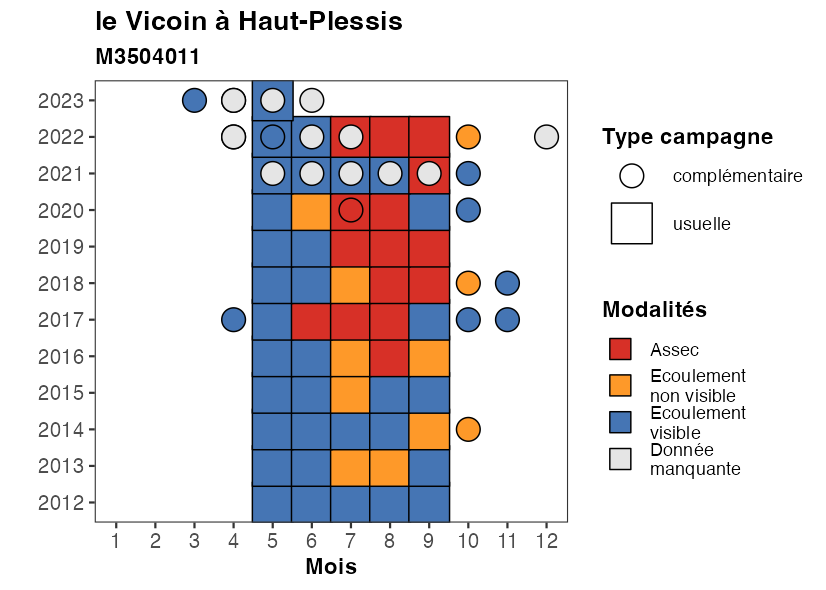 le Vicoin à Haut-Plessis
M3504011
2023
2022
2021
2020
2019
2018
2017
2016
2015
2014
2013
2012
1 2 3 4 5 6 7 8 9 10 11 12
Mois
Type campagne
complémentaire
usuelle
Modalités
Assec
Ecoulement
non visible
Ecoulement
visible
Donnée
manquante